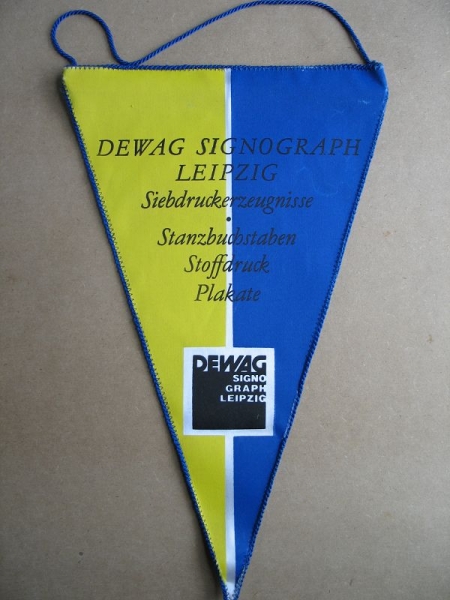 DEWAG SIGNOGRAPH
LEIPZIG
Siebdruckerzeugnisse
•
Stanzbuchstaben
Stoffdruck
Plakate
DEWAG
SIGNO
GRAPH
LEIPZIG